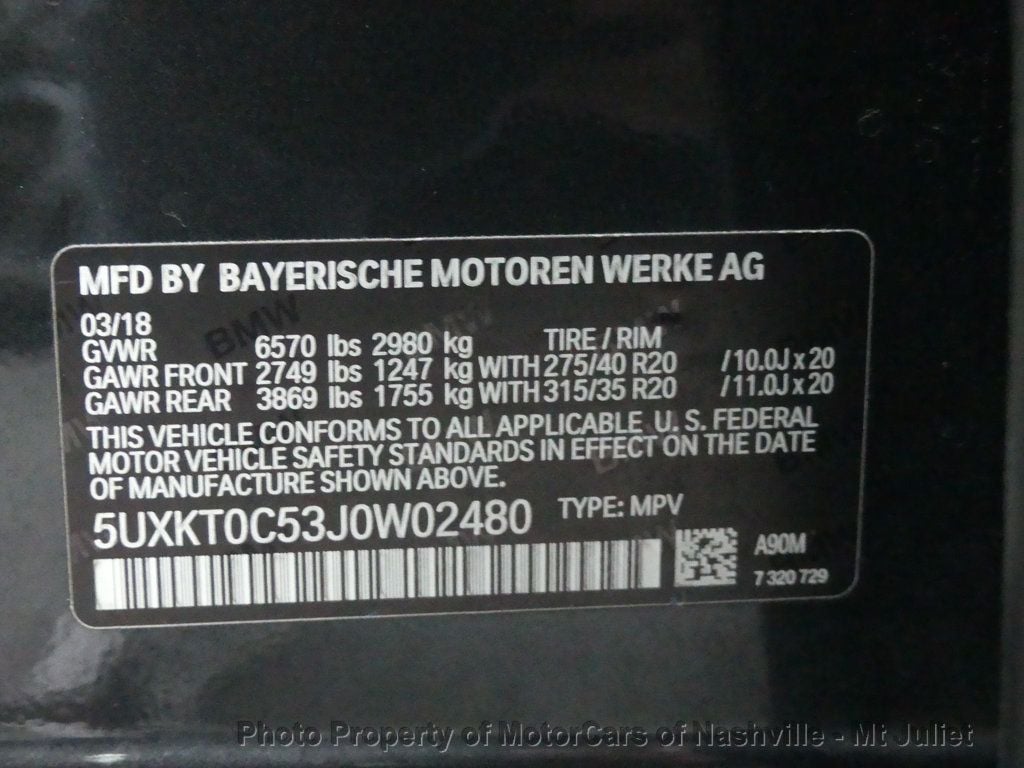 MFD BY BAYERISCHE MOTOREN WERKE AG
03/18 TIRE / RIM
GVWR 6570 lbs 2980 kg
GAWR FRONT 2749 lbs 1247 kg WITH 275/40 R20 /10.0J x 20
GAWR REAR 3869 lbs 1755 kg WITH 315/35 R20 /11.0J x 20
THIS VEHICLE CONFORMS TO ALL APPLICABLE U. S. FEDERAL
MOTOR VEHICLE SAFETY STANDARDS IN EFFECT ON THE DATE
OF MANUFACTURE SHOWN ABOVE.
5UXKT0C53J0W02480 TYPE: MPV
A90M
7 320 729
BMW
Photo Property of MotorCars of Nashville - Mt Juliet